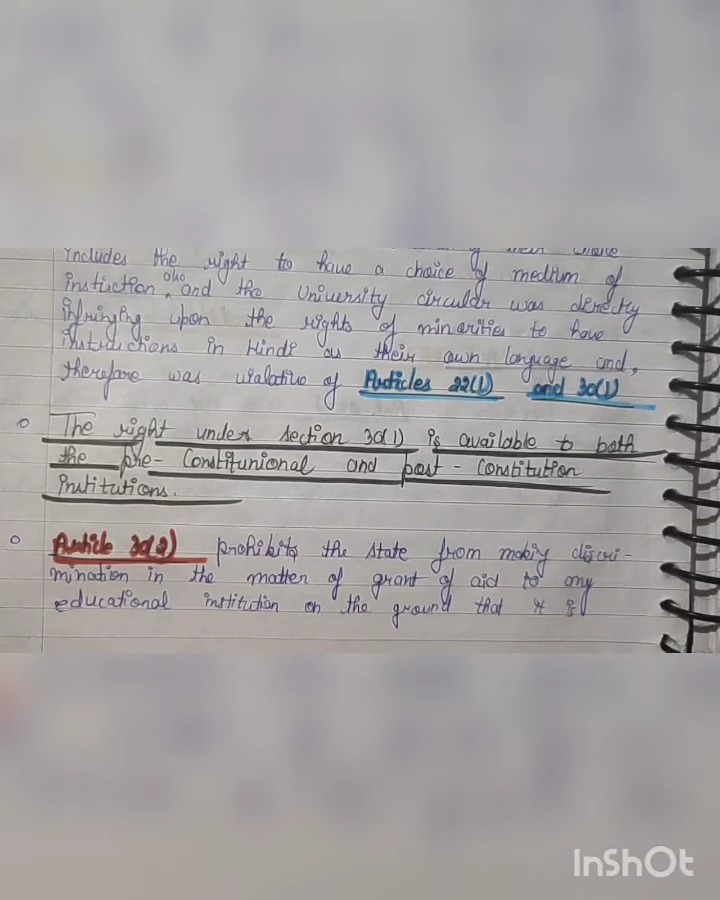 includes the right to have a choice of medium of
instruction, also and the University circular was directly
infringing upon the rights of minorities to have
instructions in Hindi as their own language and,
therefore was violative of Articles 22(1) and 30(1)
The right under section 30(1) is available to both
the pre- Constitunional and post - Constitution
institutions.
Article 30(2) prohibits the state from making discri-
mination in the matter of grant of aid to any
educational institution on the ground that it is
InShOt